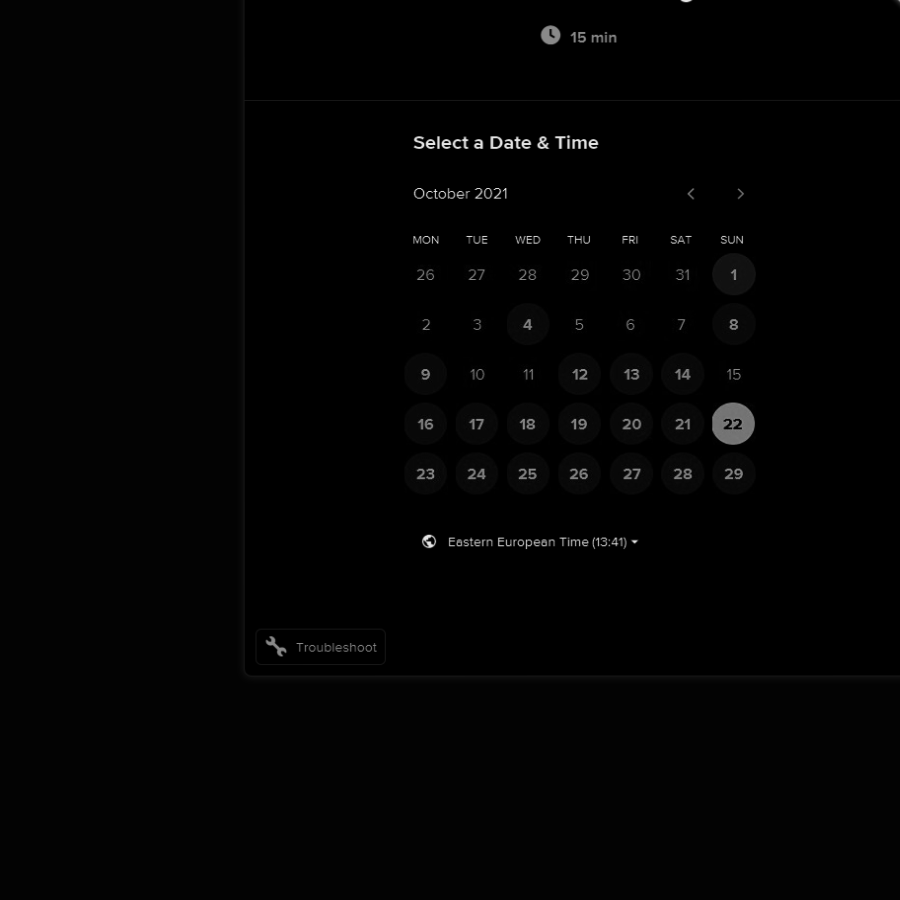 15 min
Select a Date & Time
October 2021
MON TUE WED THU FRI SAT SUN
26 27 28 29 30 31 1
2 3 4 5 6 7 8
9 10 11 12 13 14 15
16 17 18 19 20 21 22
23 24 25 26 27 28 29
Eastern European Time (13:41)
Troubleshoot